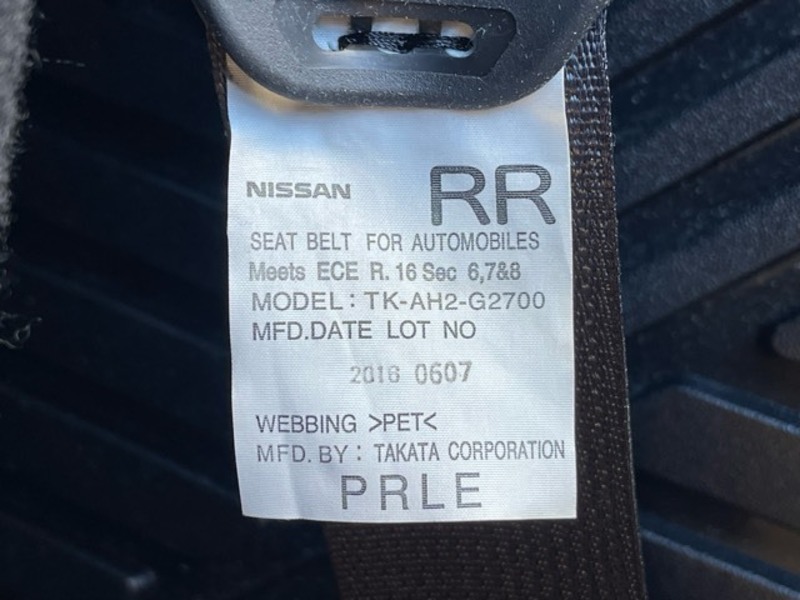 NISSAN RR
SEAT BELT FOR AUTOMOBILES
Meets ECE R. 16 Sec 6,7&8
MODEL : TK-AH2-G2700
MFD.DATE LOT NO
2016 0607
WEBBING >PET<
MFD. BY : TAKATA CORPORATION
PRLE